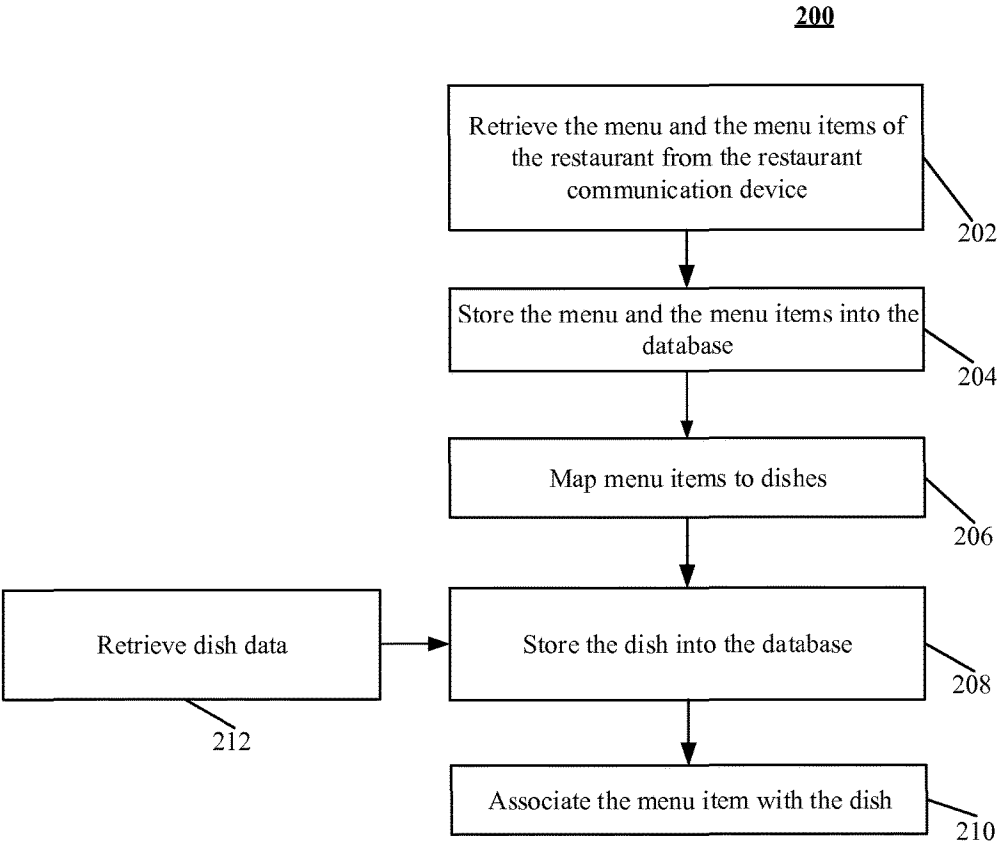 200
Retrieve the menu and the menu items of
the restaurant from the restaurant
communication device
202
Store the menu and the menu items into the
database
204
Map menu items to dishes
206
Retrieve dish data
212
Store the dish into the database
208
Associate the menu item with the dish
210